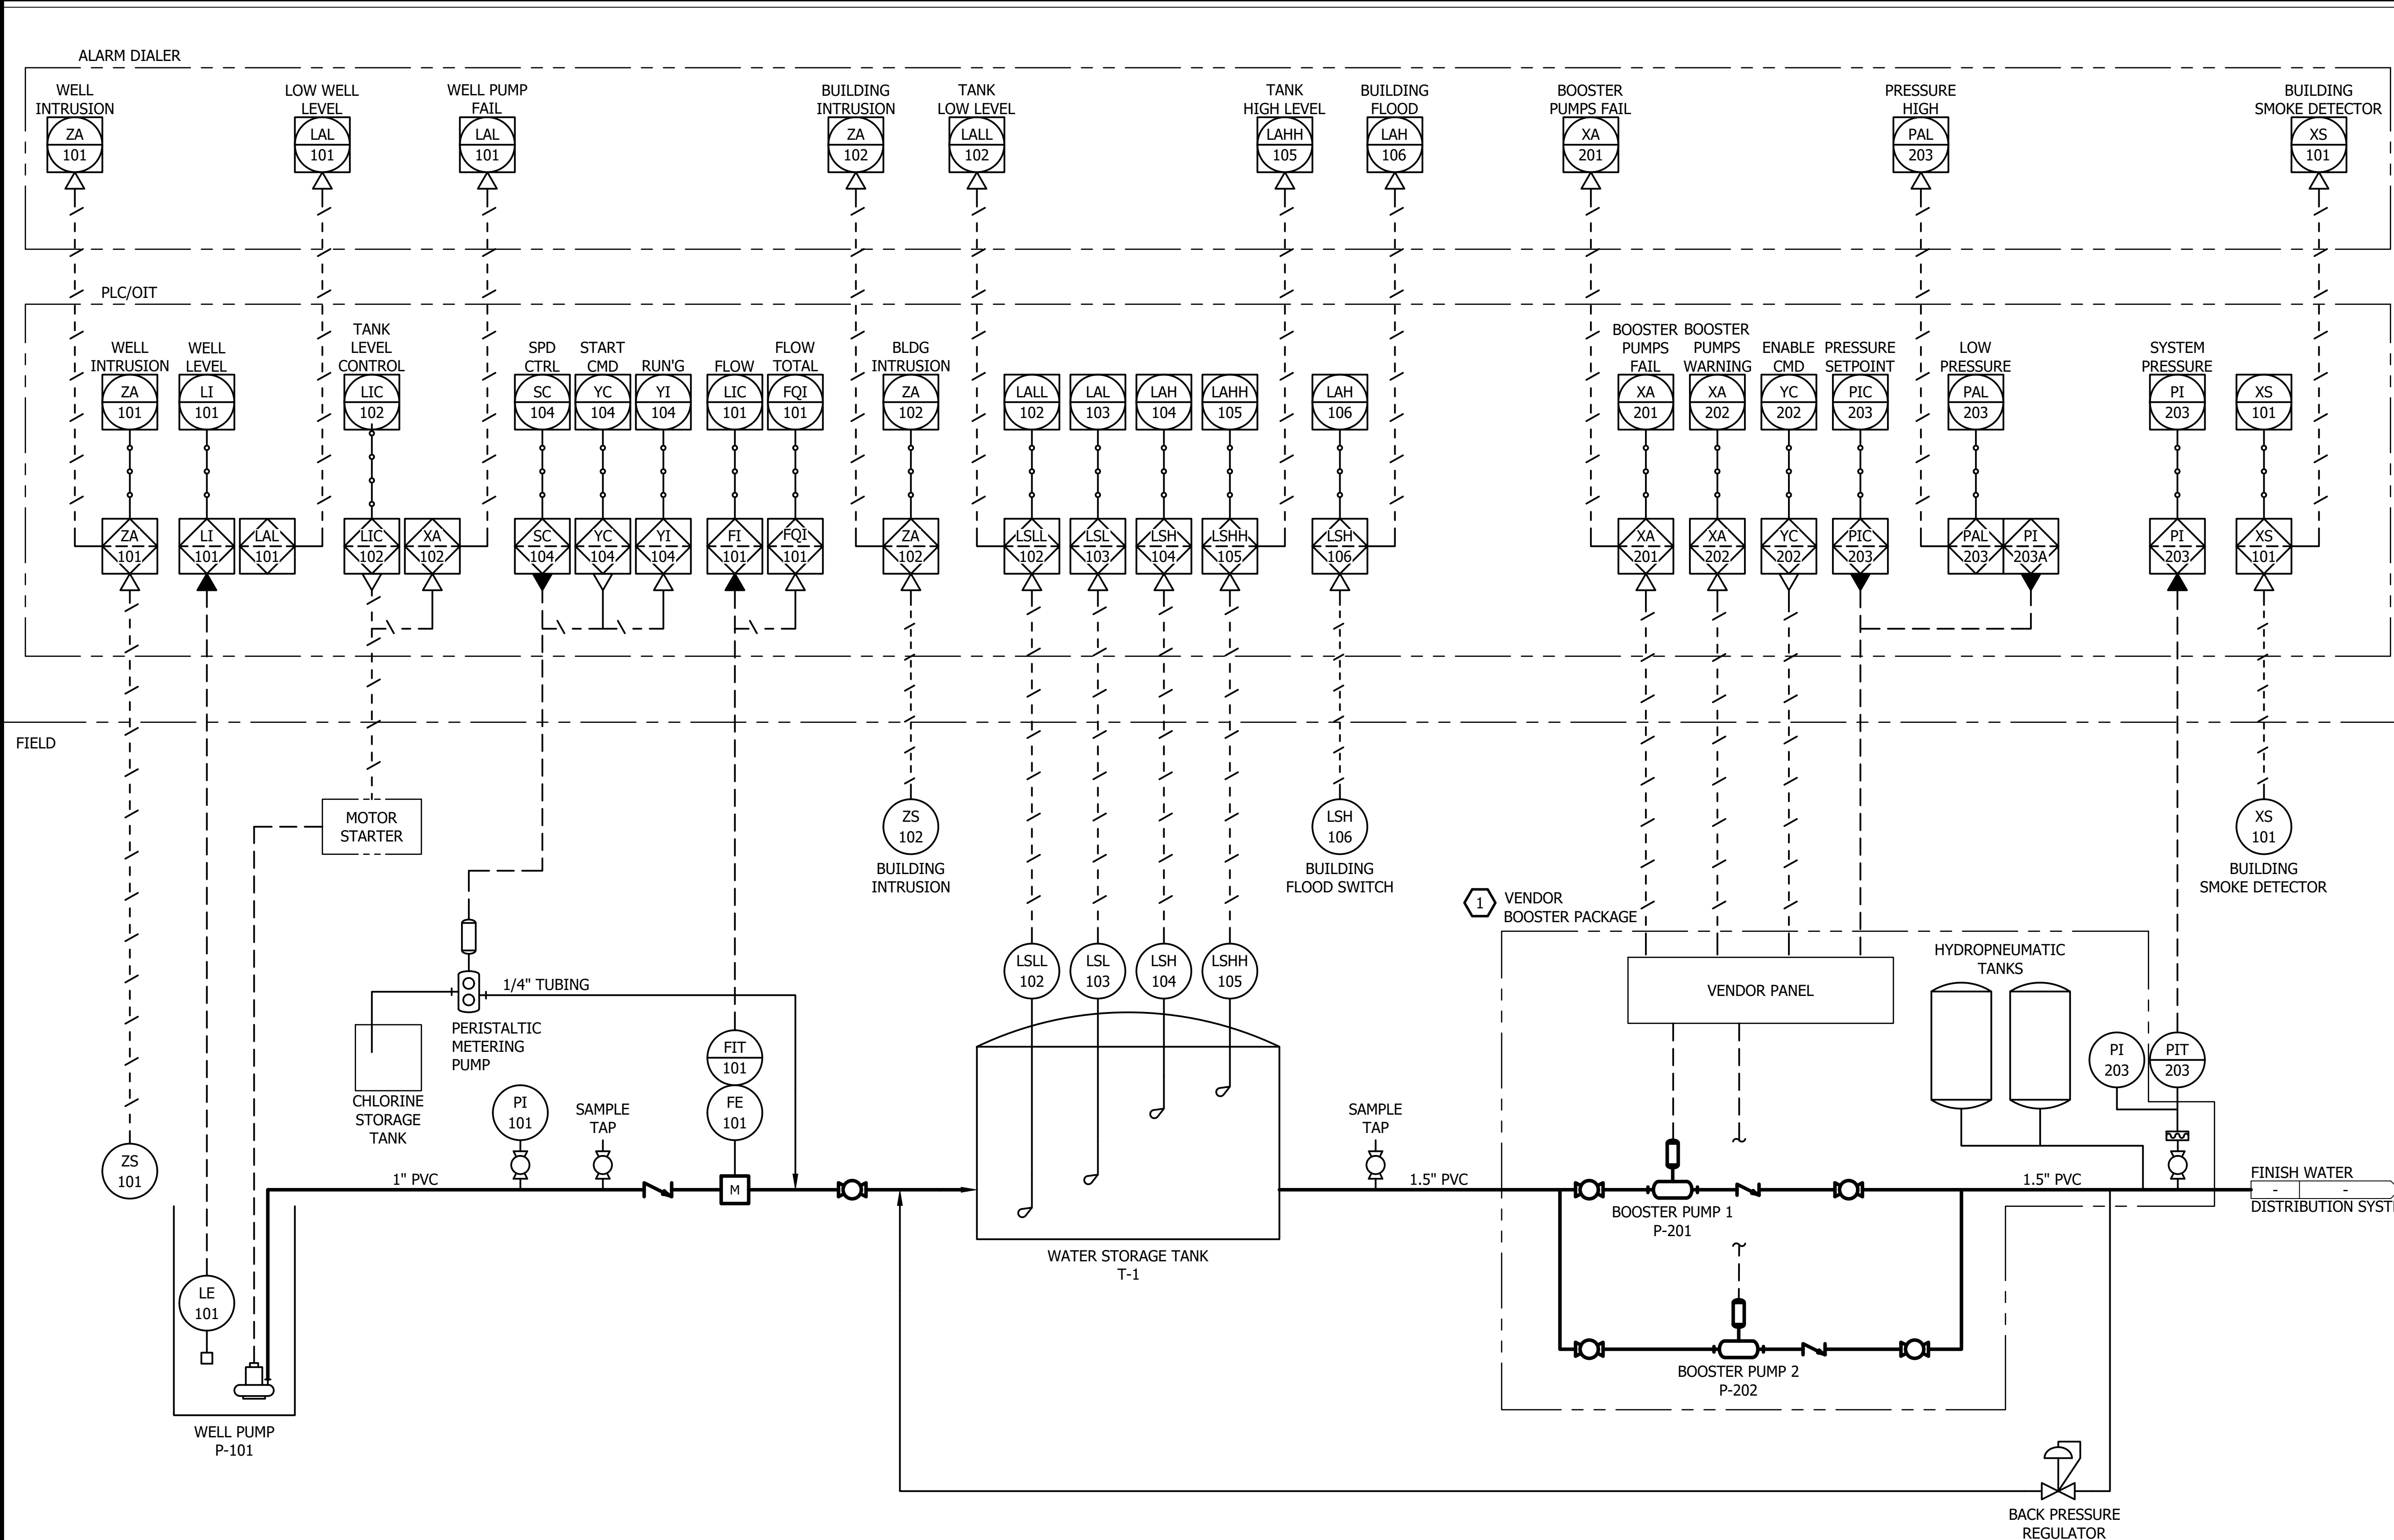 ALARM DIALER
WELL
INTRUSION
ZA
101
LOW WELL
LEVEL
LAL
101
WELL PUMP
FAIL
LAL
101
BUILDING
INTRUSION
ZA
102
TANK
LOW LEVEL
LALL
102
TANK
HIGH LEVEL
LAHH
105
BUILDING
FLOOD
LAH
106
BOOSTER
PUMPS FAIL
XA
201
PRESSURE
HIGH
PAL
203
BUILDING
SMOKE DETECTOR
XS
101
PLC/OIT
WELL
INTRUSION
ZA
101
WELL
LEVEL
LI
101
TANK
LEVEL
CONTROL
LIC
102
SPD
CTRL
SC
104
START
CMD
YC
104
RUN'G
YI
104
FLOW
LIC
101
FLOW
TOTAL
FQI
101
BLDG
INTRUSION
ZA
102
LALL
102
LAL
103
LAH
104
LAHH
105
LAH
106
BOOSTER
PUMPS
FAIL
XA
201
BOOSTER
PUMPS
WARNING
XA
202
ENABLE
CMD
YC
202
PRESSURE
SETPOINT
PIC
203
LOW
PRESSURE
PAL
203
SYSTEM
PRESSURE
PI
203
XS
101
ZA
101
LI
101
LAL
101
LIC
102
XA
102
SC
104
YC
104
YI
104
FI
101
FQI
101
ZA
102
LSLL
102
LSL
103
LSH
104
LSHH
105
LSH
106
XA
201
XA
202
YC
202
PIC
203
PAL
203
PI
203A
PI
203
XS
101
FIELD
MOTOR
STARTER
ZS
102
BUILDING
INTRUSION
LSH
106
BUILDING
FLOOD SWITCH
XS
101
BUILDING
SMOKE DETECTOR
1
VENDOR
BOOSTER PACKAGE
LSLL
102
LSL
103
LSH
104
LSHH
105
VENDOR PANEL
HYDROPNEUMATIC
TANKS
1/4" TUBING
PERISTALTIC
METERING
PUMP
CHLORINE
STORAGE
TANK
FIT
101
FE
101
PI
101
SAMPLE
TAP
SAMPLE
TAP
PI
203
PIT
203
ZS
101
1" PVC
M
1.5" PVC
1.5" PVC
FINISH WATER
- -
DISTRIBUTION SYST
BOOSTER PUMP 1
P-201
WATER STORAGE TANK
T-1
LE
101
BOOSTER PUMP 2
P-202
WELL PUMP
P-101
BACK PRESSURE
REGULATOR